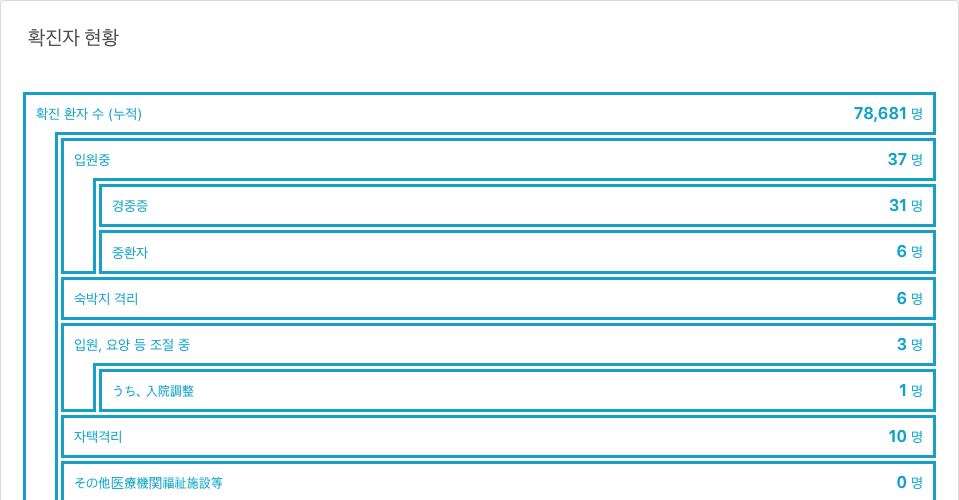 확진자 현황
확진 환자 수 (누적) 78,681 명
입원중 37 명
경중증 31 명
중환자 6 명
숙박지 격리 6 명
입원, 요양 등 조절 중 3 명
うち、入院調整 1 명
자택격리 10 명
その他医療機関福祉施設等 0 명